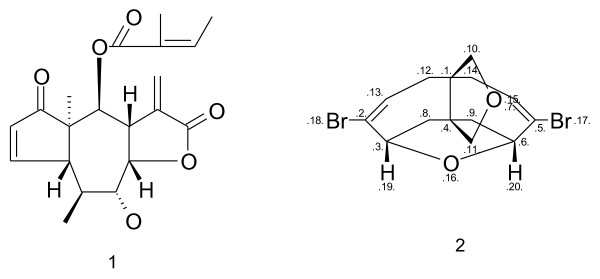 O
O
O
H
O
O
H
H
O
1
.10.
.12.
.1.
.14.
.13.
O
.7.
.15.
.18.
Br
.2.
.8.
.9.
.5.
Br
.17.
.3.
.4.
.6.
.11.
O
.16.
H
H
.19.
.20.
2